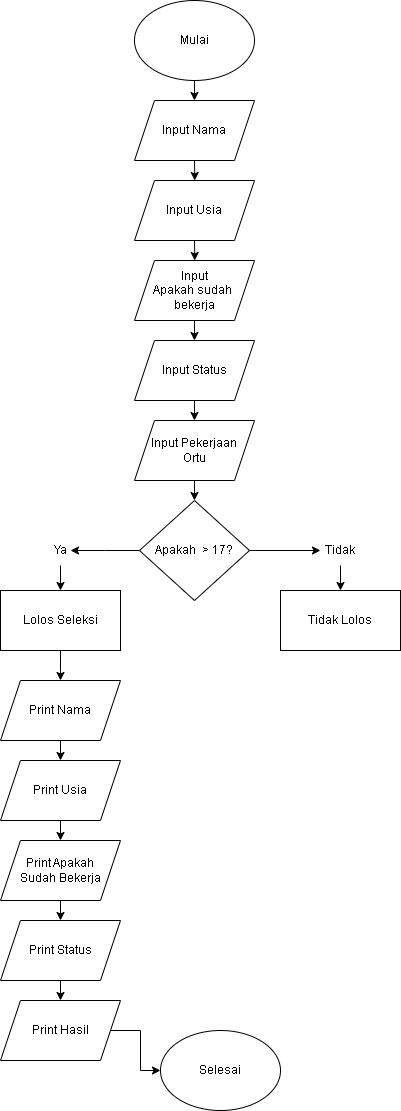 Mulai
Input Nama
Input Usia
Input
Apakah sudah
bekerja
Input Status
Input Pekerjaan
Ortu
Ya
Apakah > 17?
Tidak
Lolos Seleksi
Tidak Lolos
Print Nama
Print Usia
Print Apakah
Sudah Bekerja
Print Status
Print Hasil
Selesai